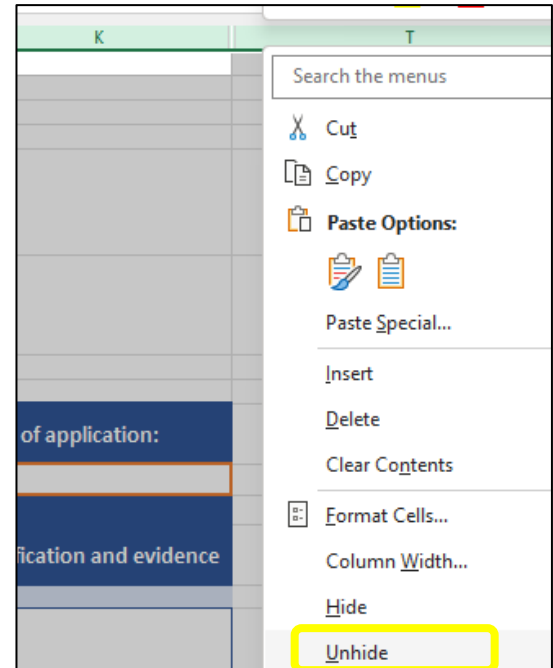 K
T
Search the menus
Cut
Copy
Paste Options:
Paste Special...
Insert
Delete
Clear Contents
of application:
Format Cells...
fication and evidence
Column Width...
Hide
Unhide